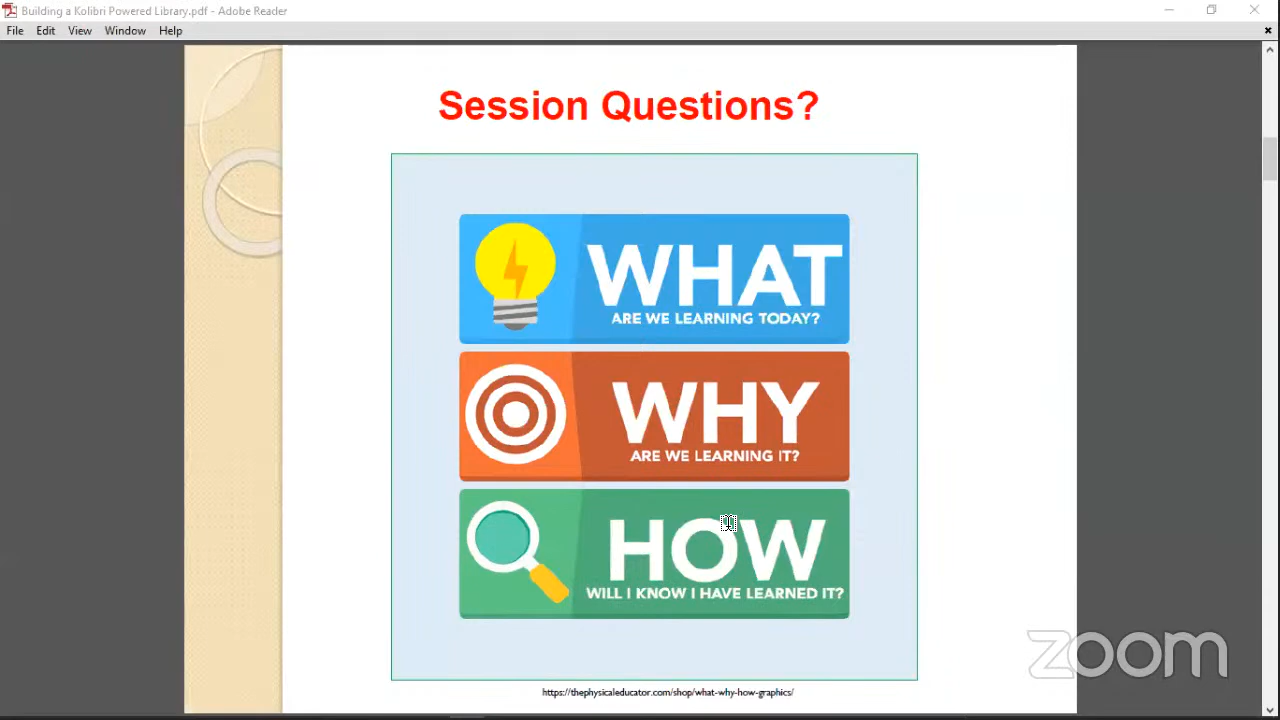 Building a Kolibri Powered Library.pdf - Adobe Reader
File Edit View Window Help
Session Questions?
WHAT
ARE WE LEARNING TODAY?
WHY
ARE WE LEARNING IT?
HOW
WILL I KNOW I HAVE LEARNED IT?
zoom
https://thephysicaleducator.com/shop/what-why-how-graphics/